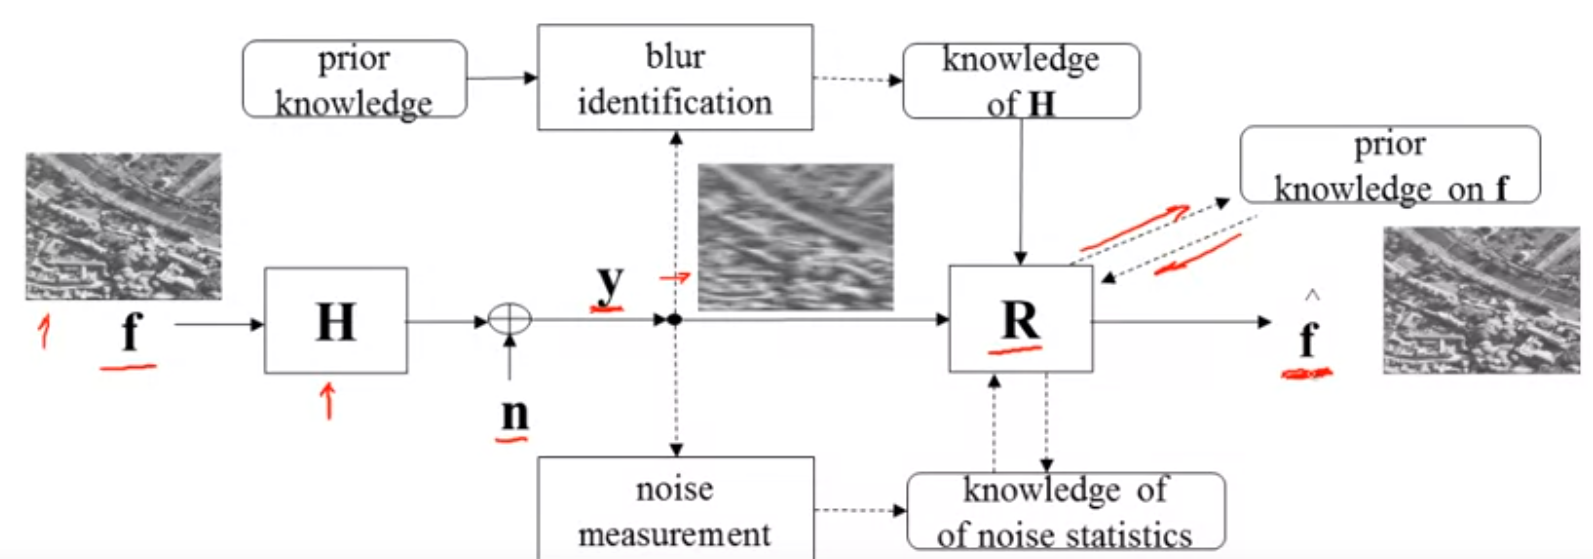 prior
knowledge
blur
identification
knowledge
of H
prior
knowledge on f
f
H
n
y
R
^
f
noise
measurement
knowledge of
of noise statistics